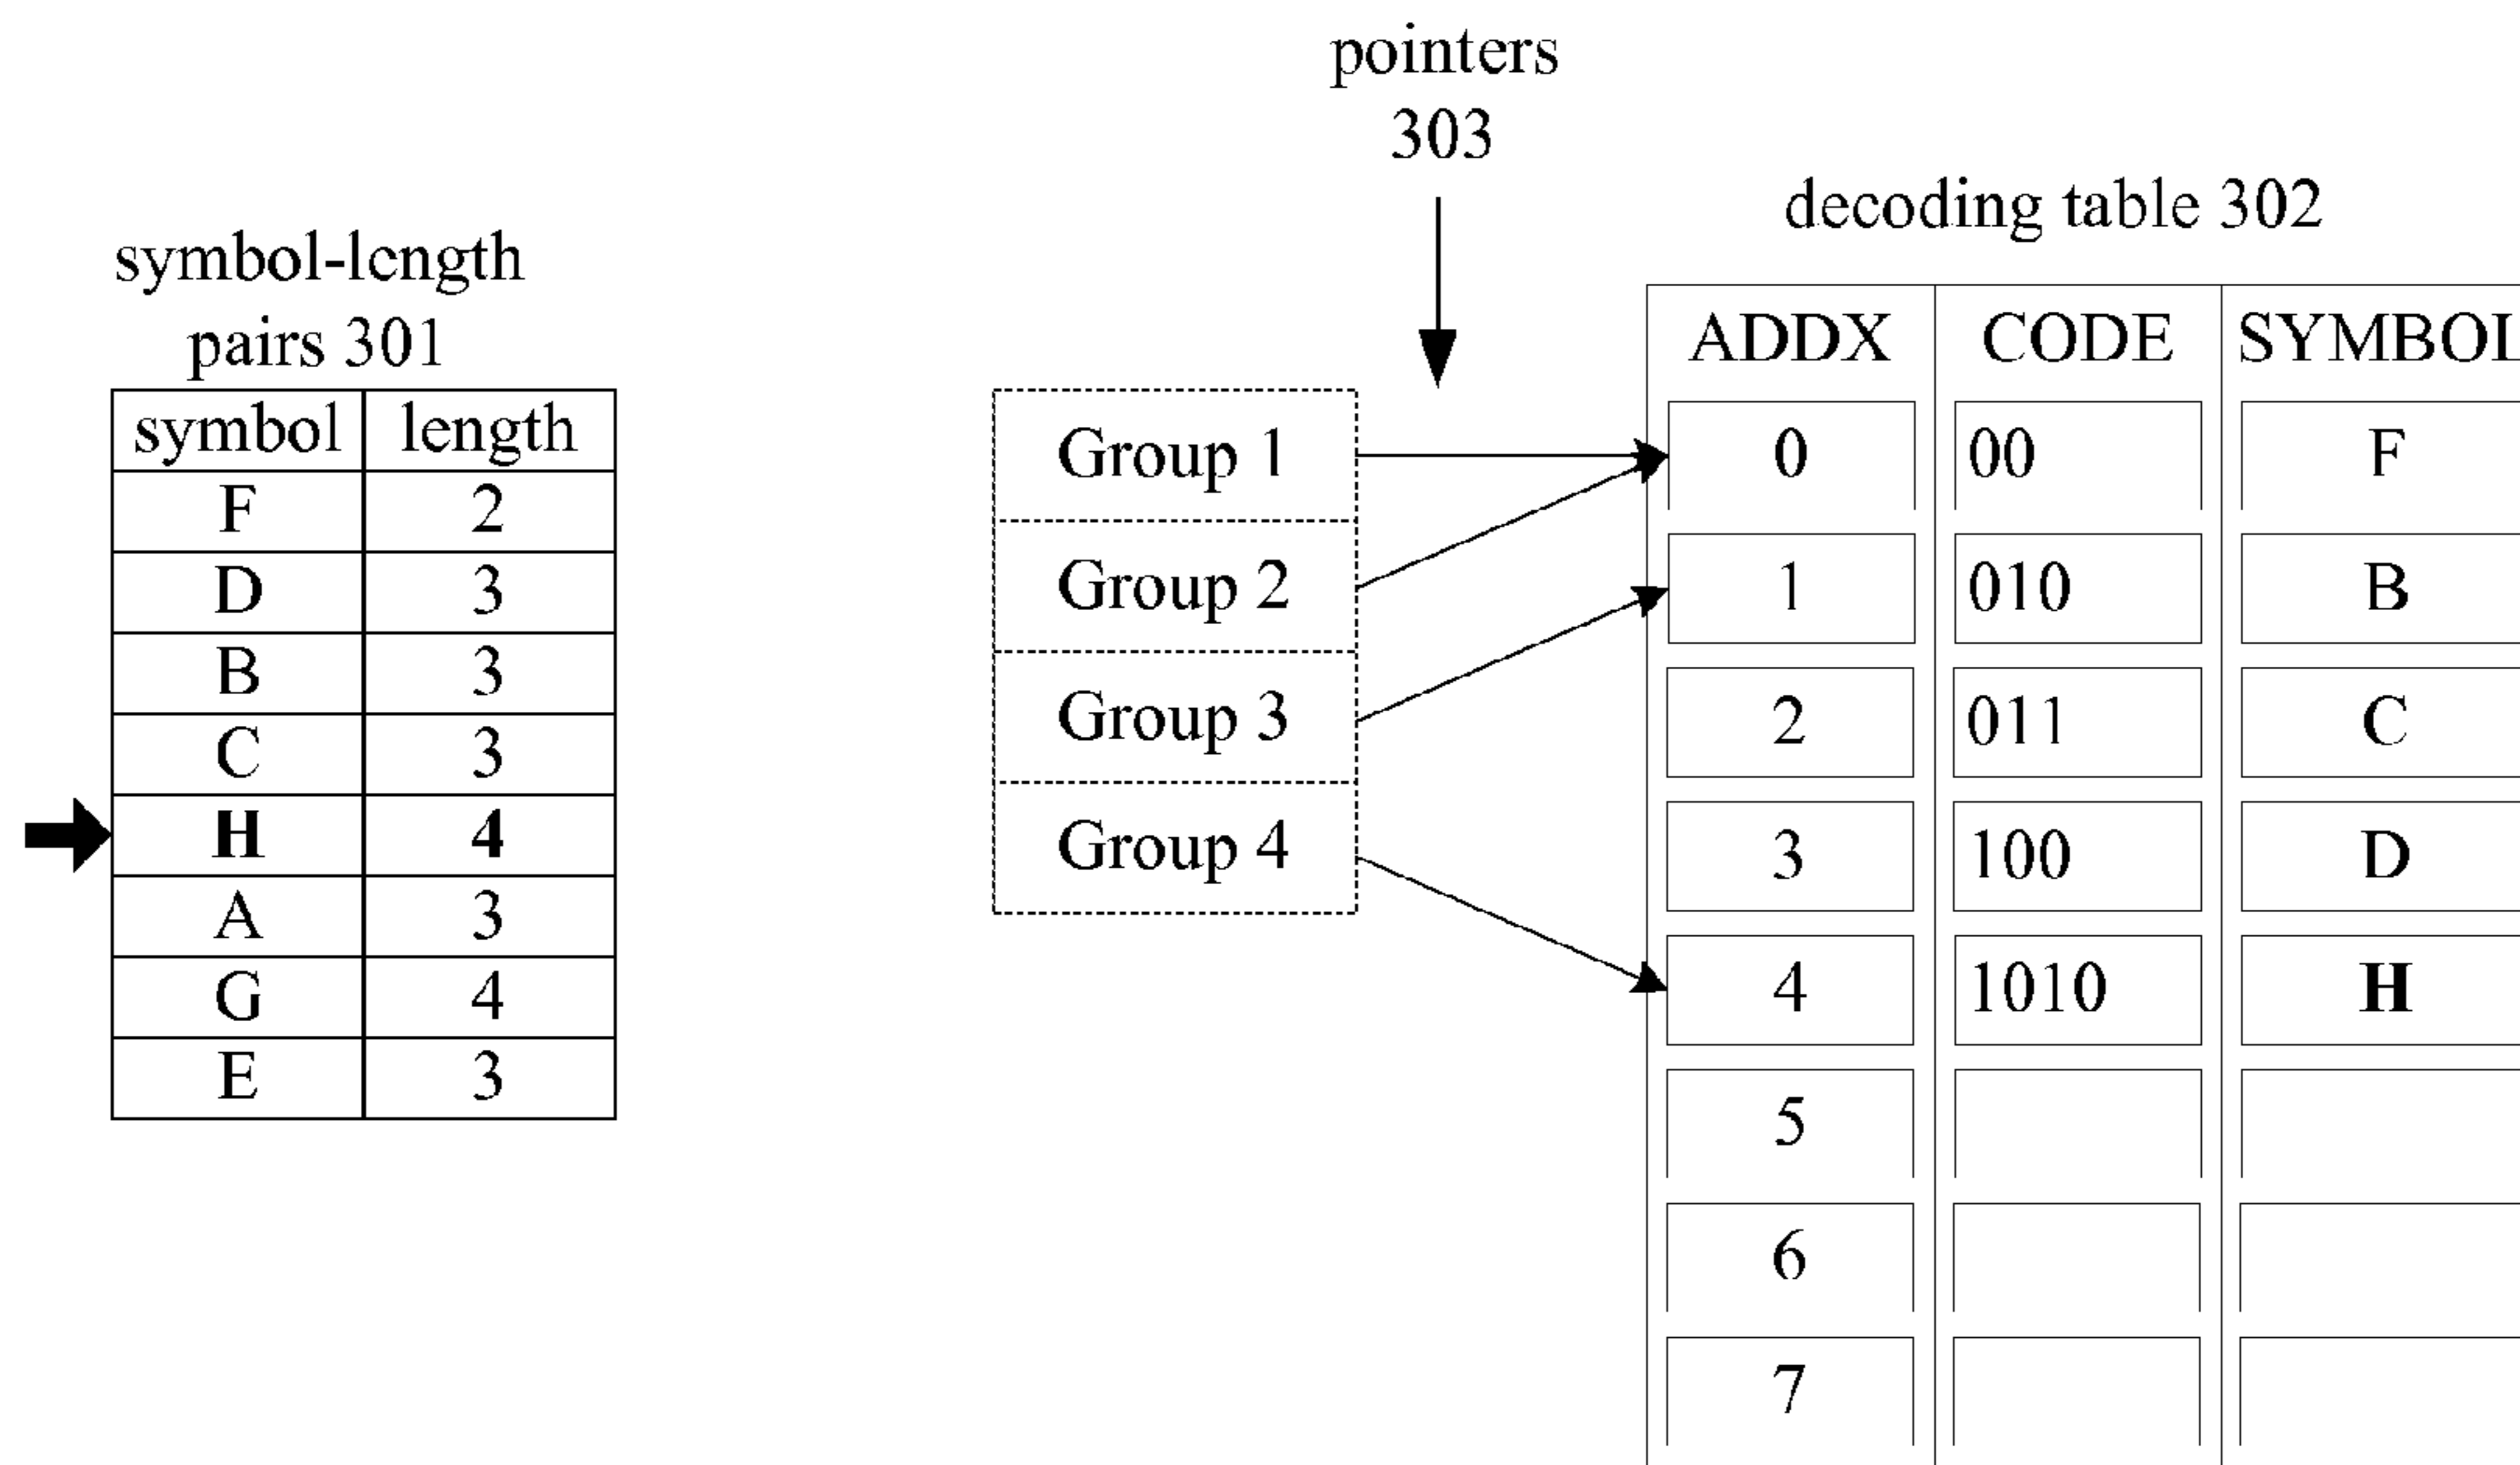 pointers
303
decoding table 302
symbol-lcngth
pairs 301
symbol length
F 2
D 3
B 3
C 3
H 4
A 3
G 4
E 3
Group 1
Group 2
Group 3
Group 4
ADDX CODE SYMBOL
0 00 F
1 010 B
2 011 C
3 100 D
4 1010 H
5
6
7